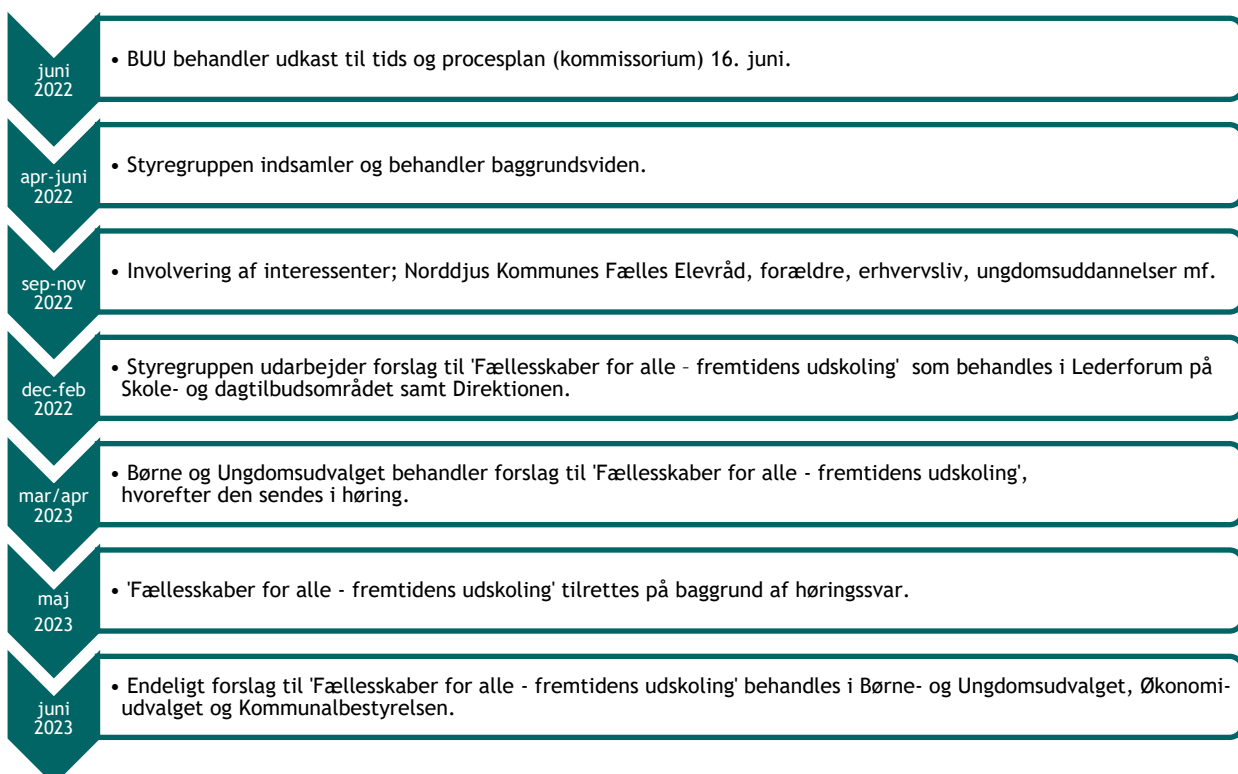 juni
2022
• BUU behandler udkast til tids og procesplan (kommissorium) 16. juni.
apr-juni
2022
• Styregruppen indsamler og behandler baggrundsviden.
sep-nov
2022
• Involvering af interessenter; Norddjus Kommunes Fælles Elevråd, forældre, erhvervsliv, ungdomsuddannelser mf.
dec-feb
2022
• Styregruppen udarbejder forslag til 'Fællesskaber for alle – fremtidens udskoling' som behandles i Lederforum på
Skole- og dagtilbudsområdet samt Direktionen.
mar/apr
2023
• Børne og Ungdomsudvalget behandler forslag til 'Fællesskaber for alle - fremtidens udskoling',
hvorefter den sendes i høring.
maj
2023
• 'Fællesskaber for alle - fremtidens udskoling' tilrettes på baggrund af høringssvar.
juni
2023
• Endeligt forslag til 'Fællesskaber for alle - fremtidens udskoling' behandles i Børne- og Ungdomsudvalget, Økonomi-
udvalget og Kommunalbestyrelsen.